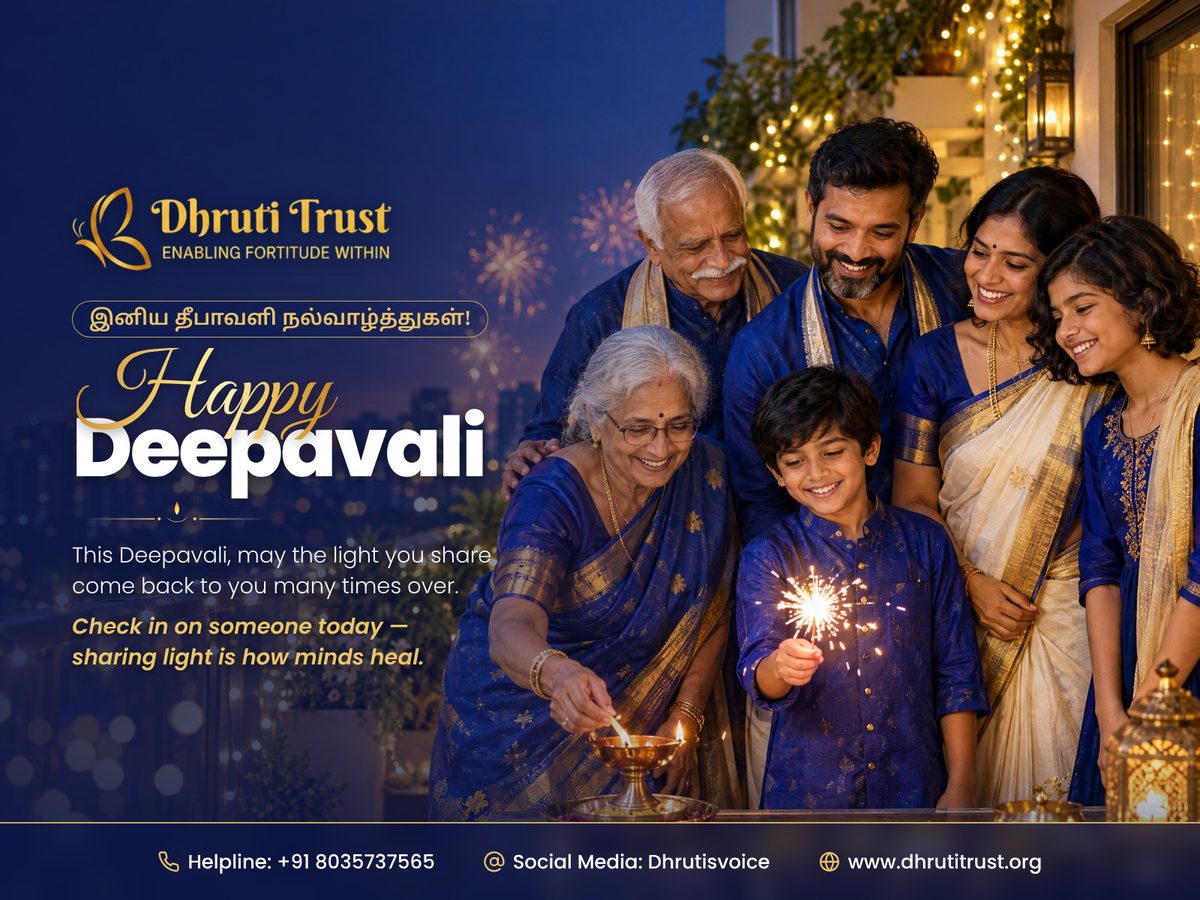 Dhruti Trust
ENABLING FORTITUDE WITHIN
இனிய தீபாவளி நல்வாழ்த்துகள்!
Happy
Deepavali
This Deepavali, may the light you share
come back to you many times over.
Check in on someone today —
sharing light is how minds heal.
Helpline: +91 8035737565
Social Media: Dhrutisvoice
www.dhrutitrust.org